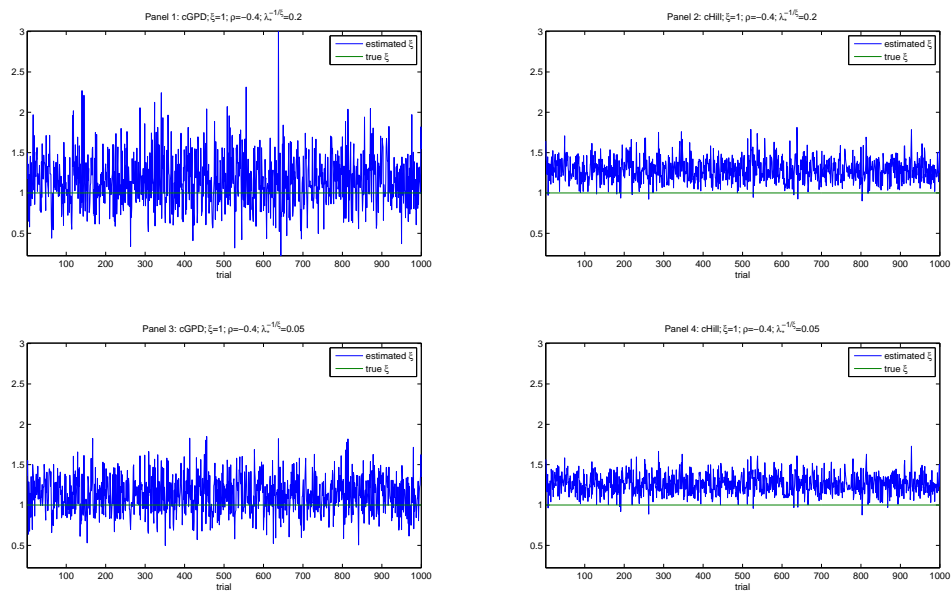 Panel 1: cGPD; ξ=1; ρ=−0.4; λ*^−1/ξ=0.2
3
2.5
2
1.5
1
0.5
100 200 300 400 500 600 700 800 900 1000
trial
estimated ξ
true ξ
Panel 2: cHill; ξ=1; ρ=−0.4; λ*^−1/ξ=0.2
3
2.5
2
1.5
1
0.5
100 200 300 400 500 600 700 800 900 1000
trial
estimated ξ
true ξ
Panel 3: cGPD; ξ=1; ρ=−0.4; λ*^−1/ξ=0.05
3
2.5
2
1.5
1
0.5
100 200 300 400 500 600 700 800 900 1000
trial
estimated ξ
true ξ
Panel 4: cHill; ξ=1; ρ=−0.4; λ*^−1/ξ=0.05
3
2.5
2
1.5
1
0.5
100 200 300 400 500 600 700 800 900 1000
trial
estimated ξ
true ξ